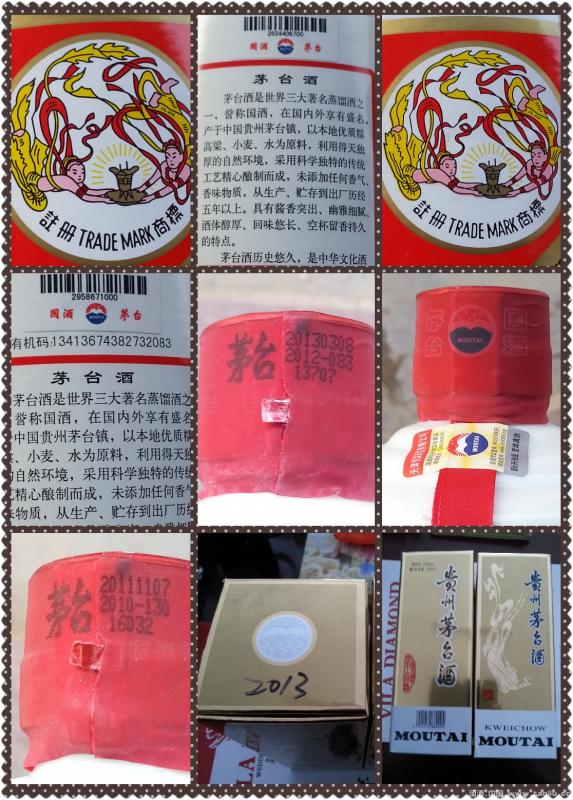 註冊 TRADE MARK 商標
2634406700
国酒 茅台
茅台酒
茅台酒是世界三大著名蒸馏酒之
一，誉称国酒，在国内外享有盛名。
产于中国贵州茅台镇，以本地优质糯
高粱、小麦、水为原料，利用得天独
厚的自然环境，采用科学独特的传统
工艺精心酿制而成，未添加任何香气、
香味物质，从生产、贮存到出厂历经
五年以上。具有酱香突出、幽雅细腻、
酒体醇厚、回味悠长、空杯留香持久
的特点。
茅台酒历史悠久，是中华文化酒
註冊 TRADE MARK 商標
2958671000
国酒 MOUTAI 茅台
有机码:13413674382732083
茅台酒
茅台酒是世界三大著名蒸馏酒之
誉称国酒，在国内外享有盛名
中国贵州茅台镇，以本地优质糯
、小麦、水为原料，利用得天
自然环境，采用科学独特的传
精心酿制而成，未添加任何香
味物质，从生产、贮存到出厂历
茅台
20130308
2012-083
13707
国酒 MOUTAI 茅台
MOUTAI
茅台
20111107
2010-130
16032
2013
VILA DIAMOND
貴州茅台酒
MOUTAI
貴州茅台酒
KWEICHOW
MOUTAI